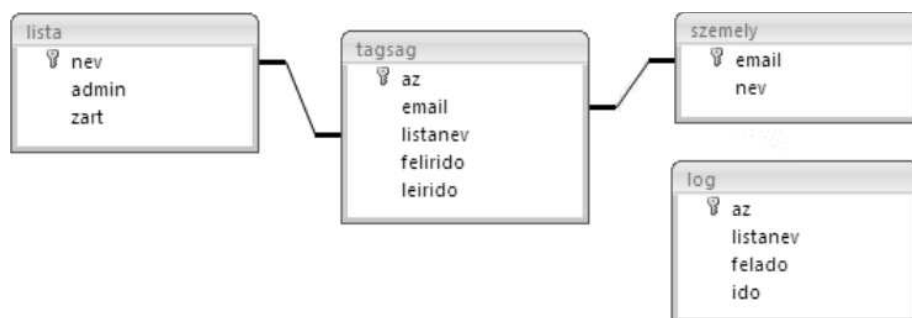 lista
nev
admin
zart
tagsag
az
email
listanev
felirido
leirido
szemely
email
nev
log
az
listanev
felado
ido